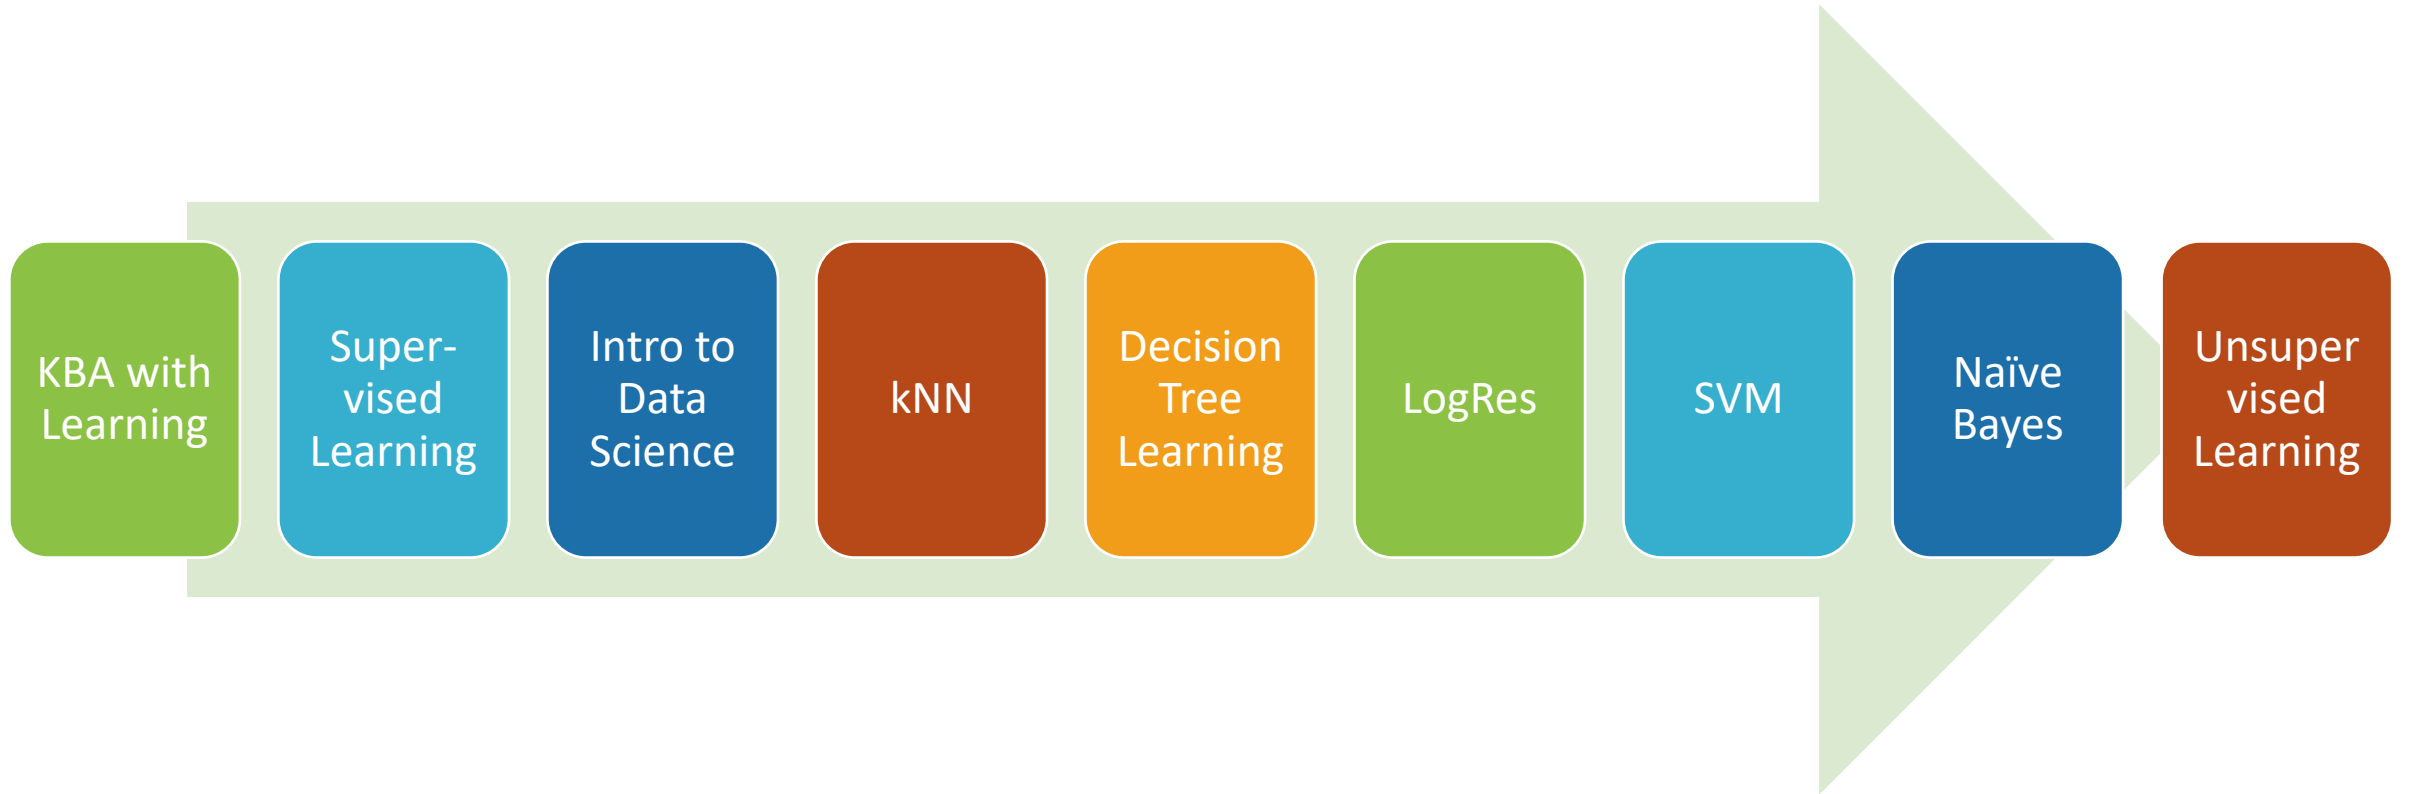 KBA with
Learning
Super-
vised
Learning
Intro to
Data
Science
kNN
Decision
Tree
Learning
LogRes
SVM
Naïve
Bayes
Unsuper
vised
Learning